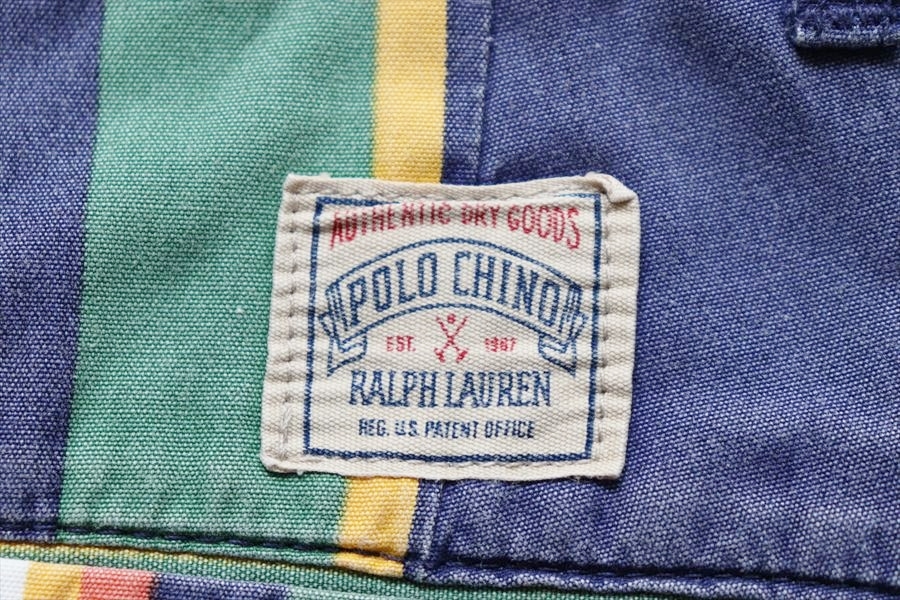 AUTHENTIC DRY GOODS
POLO CHINO
EST. 1967
RALPH LAUREN
REG. U.S. PATENT OFFICE